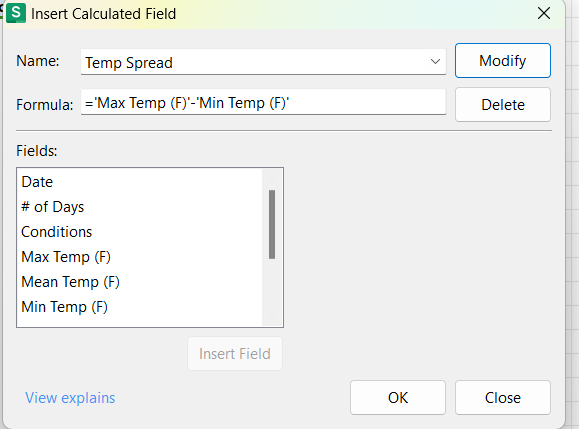 S Insert Calculated Field
Name: Temp Spread Modify
Formula: ='Max Temp (F)'-'Min Temp (F)' Delete
Fields:
Date
# of Days
Conditions
Max Temp (F)
Mean Temp (F)
Min Temp (F)
Insert Field
View explains OK Close